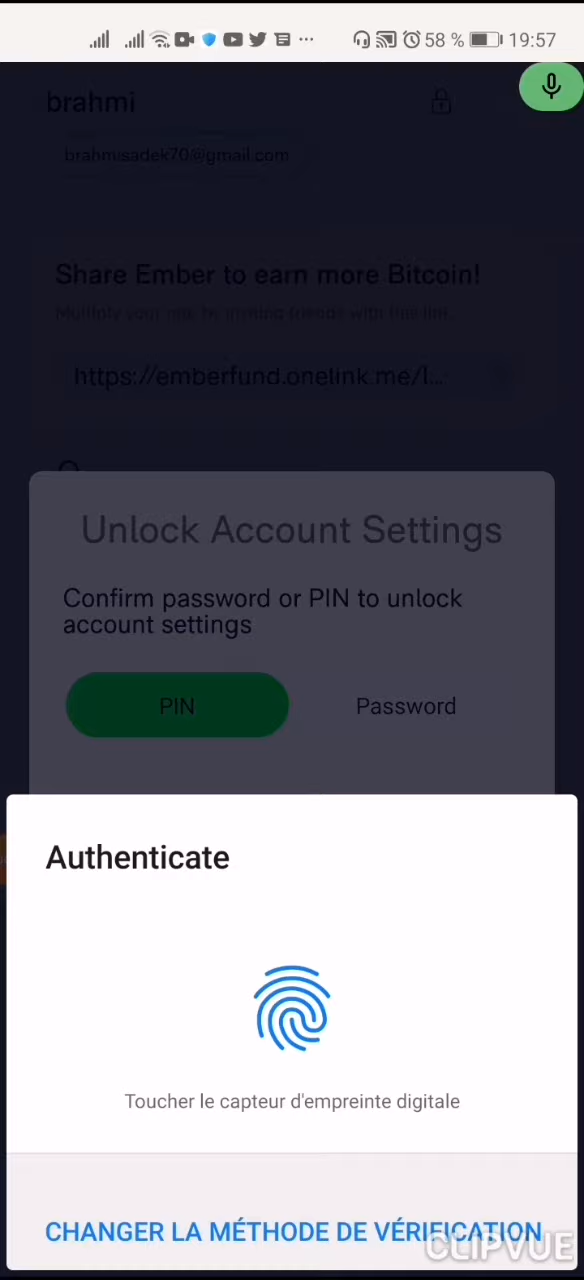 58 % 19:57
brahmi
brahmisadek70@gmail.com
Share Ember to earn more Bitcoin!
Multiply your rate by inviting friends with this link.
https://emberfund.onelink.me/l...
Unlock Account Settings
Confirm password or PIN to unlock
account settings
PIN Password
Authenticate
Toucher le capteur d'empreinte digitale
CHANGER LA MÉTHODE DE VÉRIFICATION
CLIPVUE